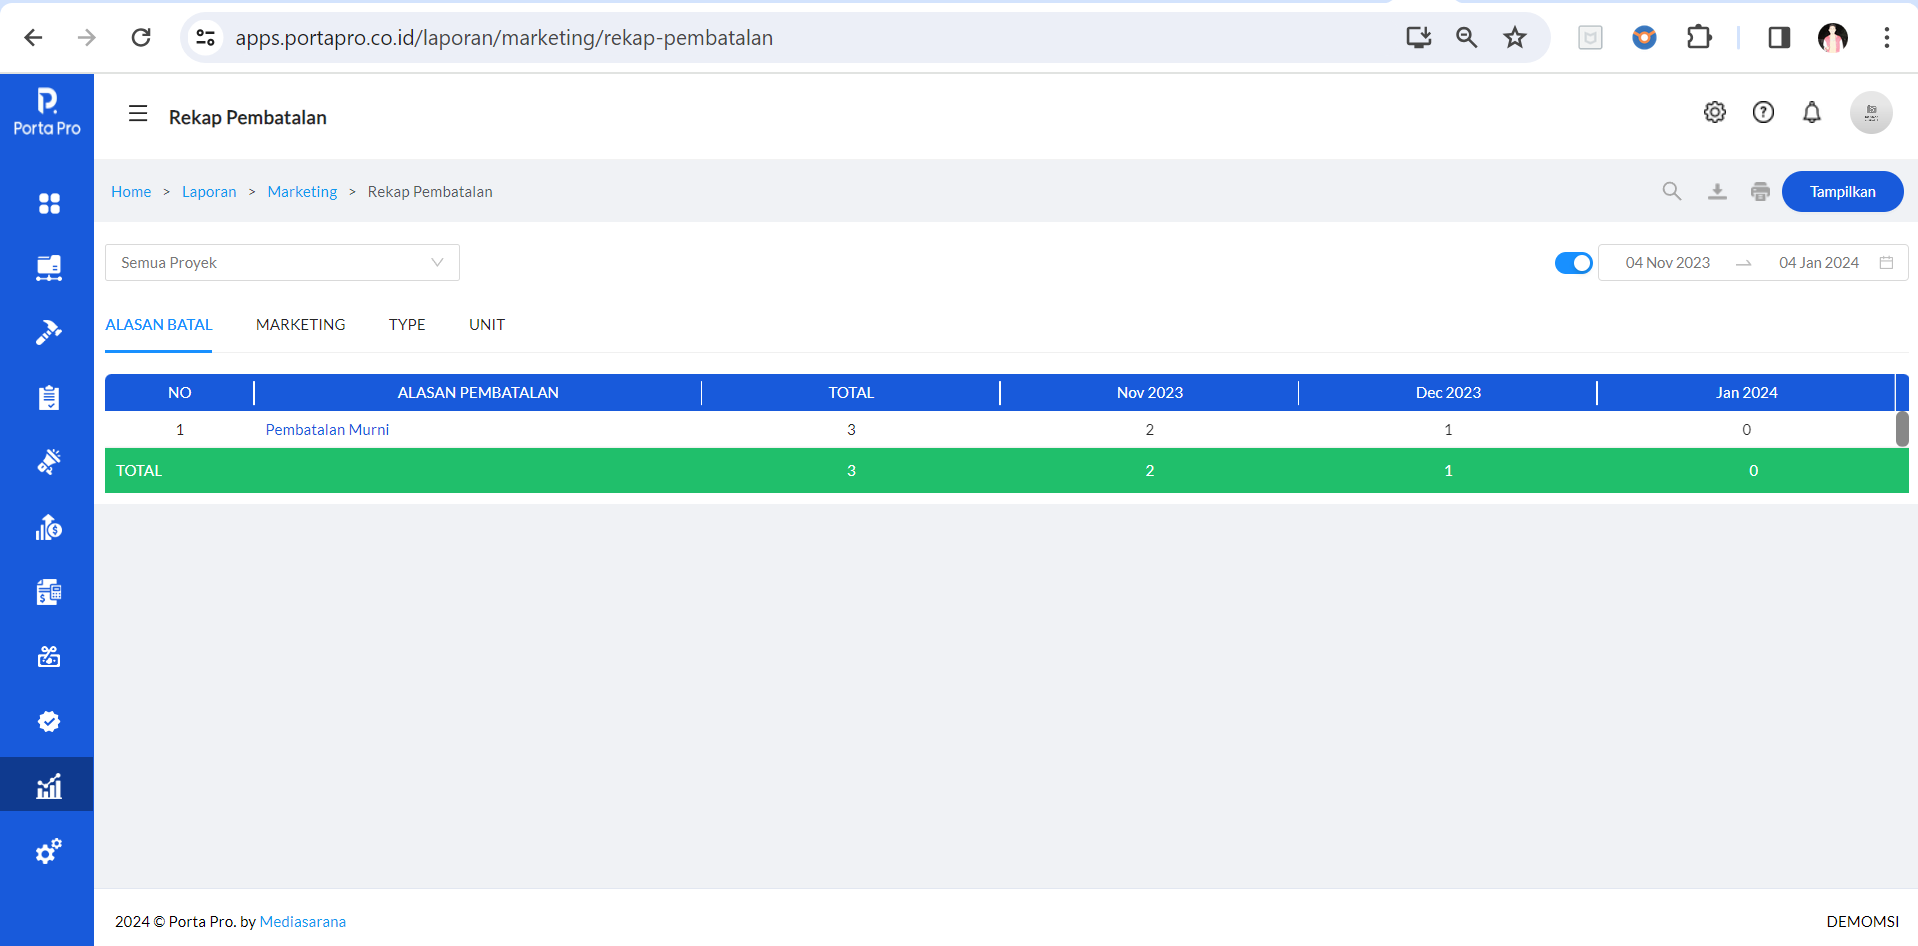 apps.portapro.co.id/laporan/marketing/rekap-pembatalan
Porta Pro
Rekap Pembatalan
Home > Laporan > Marketing > Rekap Pembatalan
Tampilkan
Semua Proyek
04 Nov 2023
04 Jan 2024
ALASAN BATAL MARKETING TYPE UNIT
NO ALASAN PEMBATALAN TOTAL Nov 2023 Dec 2023 Jan 2024
1 Pembatalan Murni 3 2 1 0
TOTAL 3 2 1 0
2024 © Porta Pro. by Mediasarana
DEMOMSI